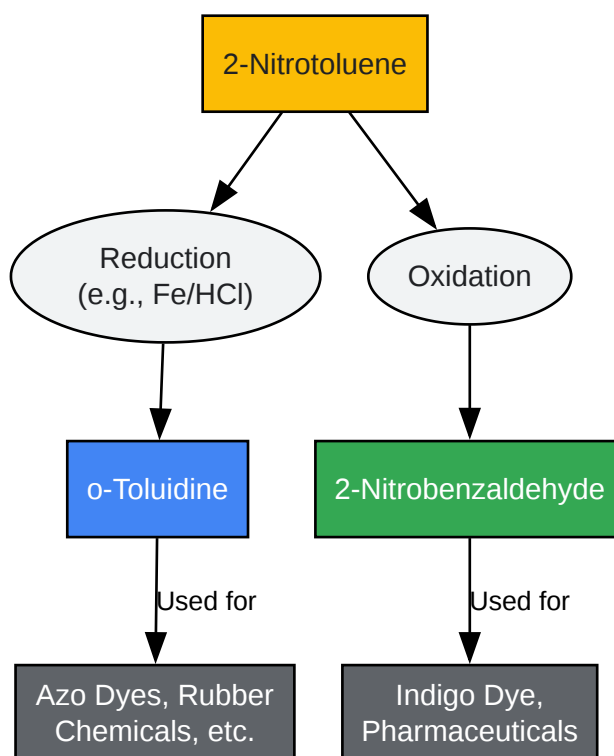 2-Nitrotoluene
Reduction
(e.g., Fe/HCl)
Oxidation
o-Toluidine
2-Nitrobenzaldehyde
Used for
Used for
Azo Dyes, Rubber
Chemicals, etc.
Indigo Dye,
Pharmaceuticals